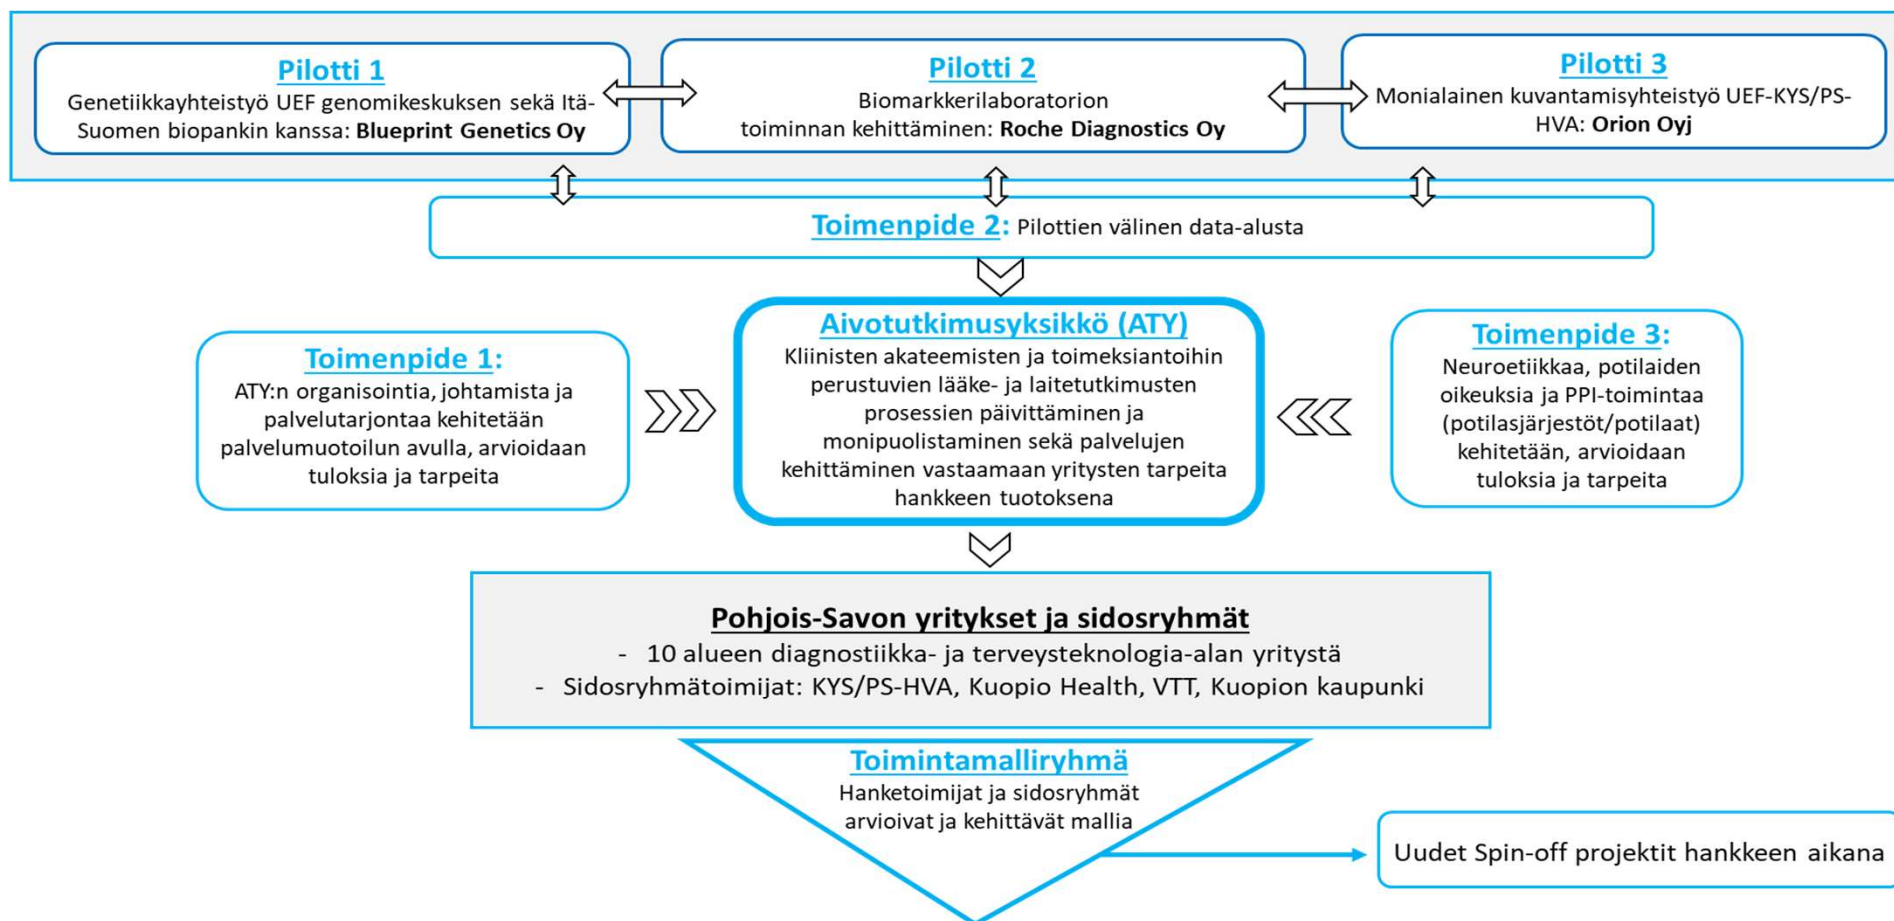 Pilotti 1
Genetiikkayhteistyö UEF genomikeskuksen sekä Itä-
Suomen biopankin kanssa: Blueprint Genetics Oy
Pilotti 2
Biomarkkerilaboratorion
toiminnan kehittäminen: Roche Diagnostics Oy
Pilotti 3
Monialainen kuvantamisyhteistyö UEF-KYS/PS-
HVA: Orion Oyj
Toimenpide 2: Pilottien välinen data-alusta
Toimenpide 1:
ATY:n organisointia, johtamista ja
palvelutarjontaa kehitetään
palvelumuotoilun avulla, arvioidaan
tuloksia ja tarpeita
Aivotutkimusyksikkö (ATY)
Kliinisten akateemisten ja toimeksiantoihin
perustuvien lääke- ja laitetutkimusten
prosessien päivittäminen ja
monipuolistaminen sekä palvelujen
kehittäminen vastaamaan yritysten tarpeita
hankkeen tuotoksena
Toimenpide 3:
Neuroetiikkaa, potilaiden
oikeuksia ja PPI-toimintaa
(potilasjärjestöt/potilaat)
kehitetään, arvioidaan
tuloksia ja tarpeita
Pohjois-Savon yritykset ja sidosryhmät
- 10 alueen diagnostiikka- ja terveysteknologia-alan yritystä
- Sidosryhmätoimijat: KYS/PS-HVA, Kuopio Health, VTT, Kuopion kaupunki
Toimintamalliryhmä
Hanketoimijat ja sidosryhmät
arvioivat ja kehittävät mallia
Uudet Spin-off projektit hankkeen aikana